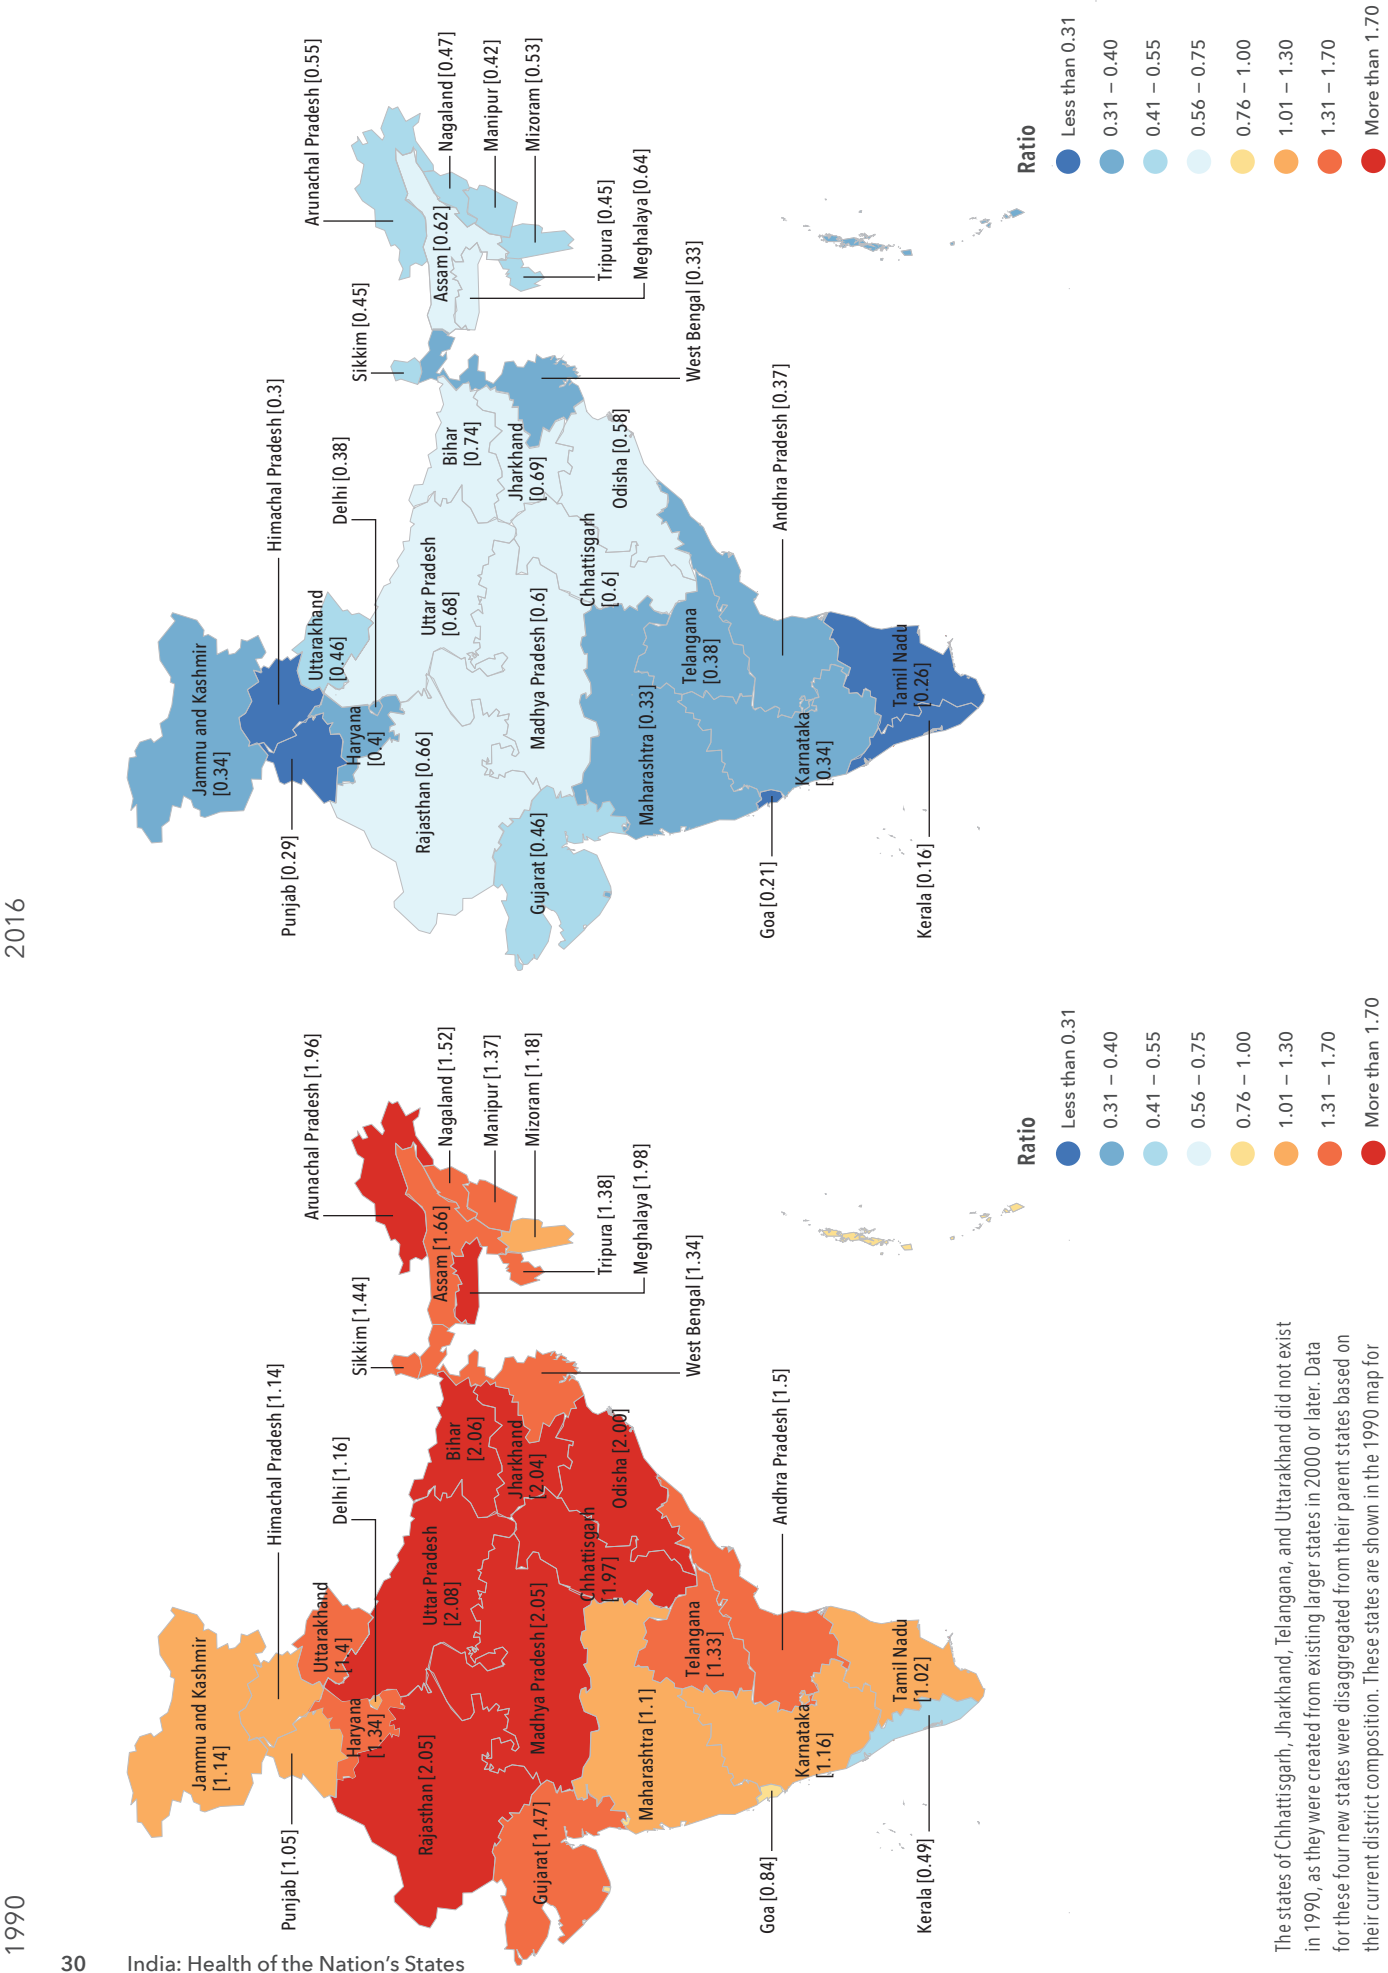 1990
Jammu and Kashmir
[1.14]
Himachal Pradesh [1.14]
Punjab [1.05]
Uttarakhand
[1.4]
Delhi [1.16]
Haryana
[1.34]
Rajasthan [2.05]
Uttar Pradesh
[2.08]
Bihar
[2.06]
Sikkim [1.44]
Arunachal Pradesh [1.96]
Assam [1.66]
Nagaland [1.52]
Manipur [1.37]
Mizoram [1.18]
Tripura [1.38]
Meghalaya [1.98]
West Bengal [1.34]
Jharkhand
[2.04]
Odisha [2.00]
Chhattisgarh
[1.97]
Madhya Pradesh [2.05]
Gujarat [1.47]
Maharashtra [1.1]
Telangana
[1.33]
Andhra Pradesh [1.5]
Karnataka
[1.16]
Goa [0.84]
Tamil Nadu
[1.02]
Kerala [0.49]
Ratio
Less than 0.31
0.31 – 0.40
0.41 – 0.55
0.56 – 0.75
0.76 – 1.00
1.01 – 1.30
1.31 – 1.70
More than 1.70
2016
Jammu and Kashmir
[0.34]
Himachal Pradesh [0.3]
Punjab [0.29]
Uttarakhand
[0.46]
Delhi [0.38]
Haryana
[0.4]
Rajasthan [0.66]
Uttar Pradesh
[0.68]
Bihar
[0.74]
Sikkim [0.45]
Arunachal Pradesh [0.55]
Assam [0.62]
Nagaland [0.47]
Manipur [0.42]
Mizoram [0.53]
Tripura [0.45]
Meghalaya [0.64]
West Bengal [0.33]
Jharkhand
[0.69]
Odisha [0.58]
Chhattisgarh
[0.6]
Madhya Pradesh [0.6]
Gujarat [0.46]
Maharashtra [0.33]
Telangana
[0.38]
Andhra Pradesh [0.37]
Karnataka
[0.34]
Goa [0.21]
Tamil Nadu
[0.26]
Kerala [0.16]
Ratio
Less than 0.31
0.31 – 0.40
0.41 – 0.55
0.56 – 0.75
0.76 – 1.00
1.01 – 1.30
1.31 – 1.70
More than 1.70
The states of Chhattisgarh, Jharkhand, Telangana, and Uttarakhand did not exist
in 1990, as they were created from existing larger states in 2000 or later. Data
for these four new states were disaggregated from their parent states based on
their current district composition. These states are shown in the 1990 map for
30 India: Health of the Nation's States